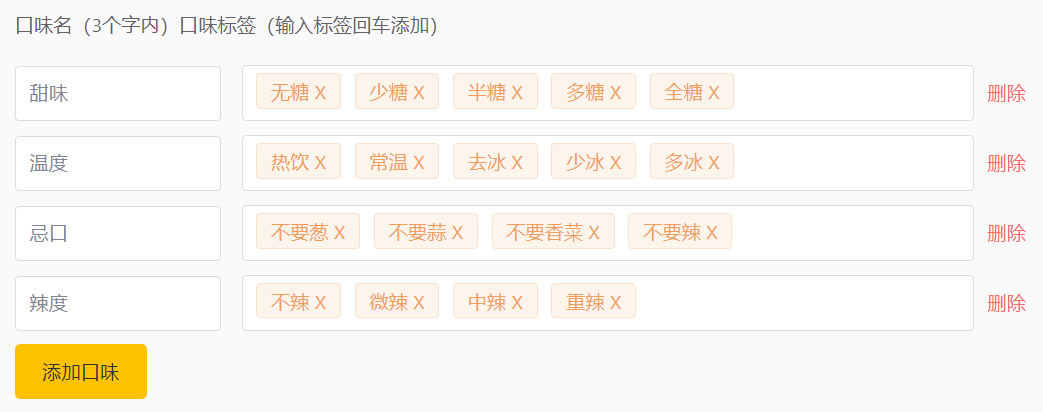 口味名（3个字内）口味标签（输入标签回车添加）
甜味 无糖 X 少糖 X 半糖 X 多糖 X 全糖 X 删除
温度 热饮 X 常温 X 去冰 X 少冰 X 多冰 X 删除
忌口 不要葱 X 不要蒜 X 不要香菜 X 不要辣 X 删除
辣度 不辣 X 微辣 X 中辣 X 重辣 X 删除
添加口味